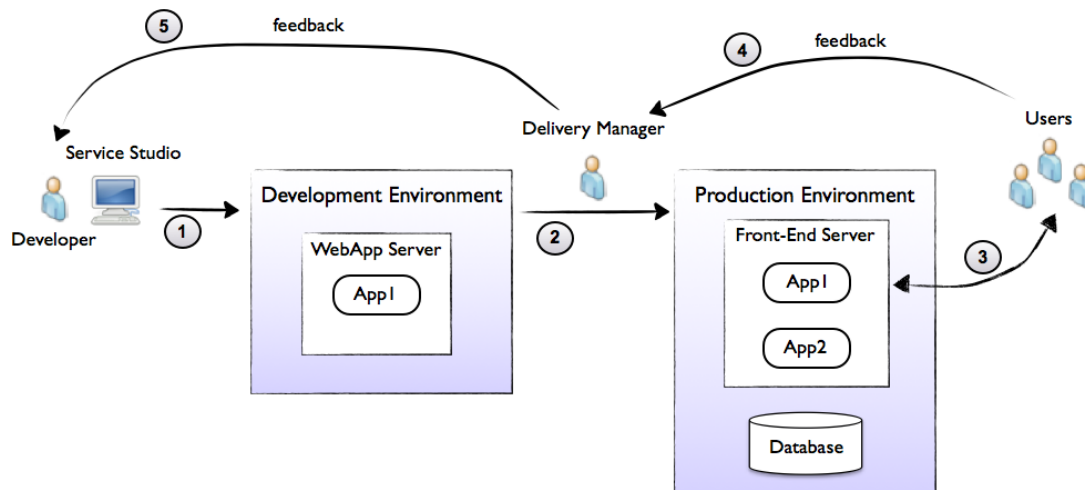 5
feedback
4
feedback
Users
Delivery Manager
Service Studio
Developer
1
Development Environment
WebApp Server
App1
2
Production Environment
Front-End Server
App1
App2
Database
3